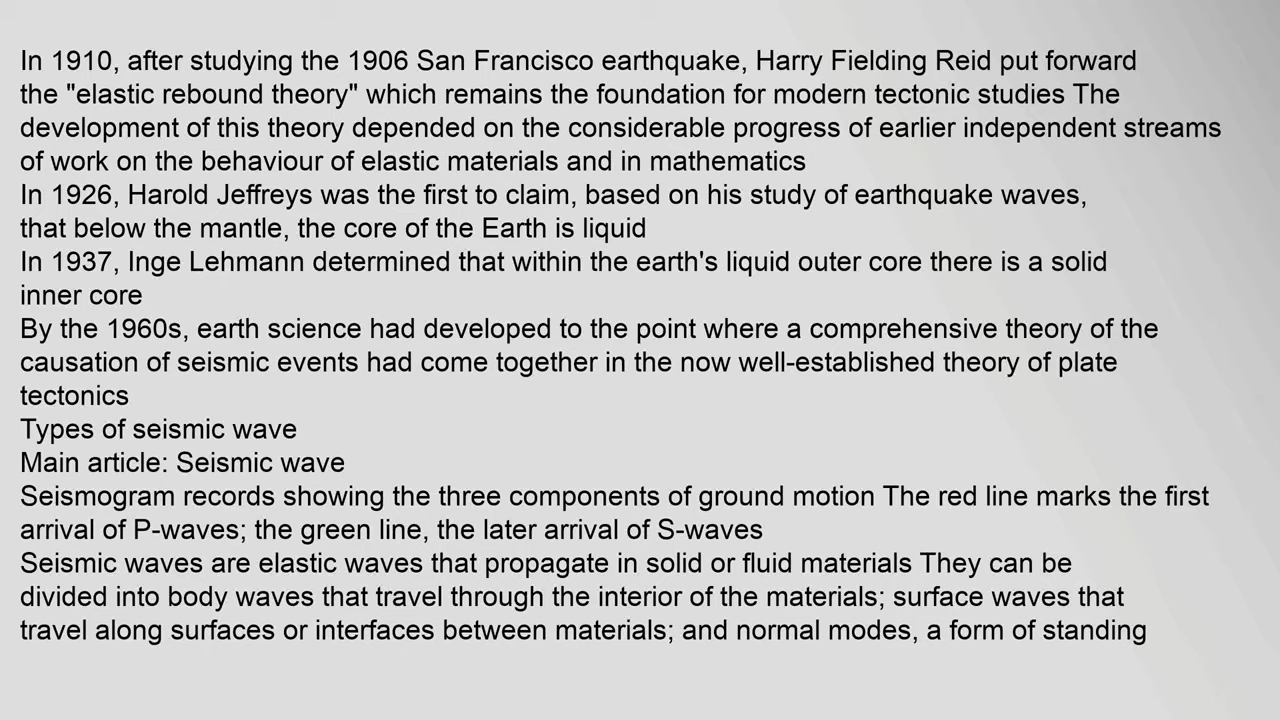 In 1910, after studying the 1906 San Francisco earthquake, Harry Fielding Reid put forward
the "elastic rebound theory" which remains the foundation for modern tectonic studies The
development of this theory depended on the considerable progress of earlier independent streams
of work on the behaviour of elastic materials and in mathematics
In 1926, Harold Jeffreys was the first to claim, based on his study of earthquake waves,
that below the mantle, the core of the Earth is liquid
In 1937, Inge Lehmann determined that within the earth's liquid outer core there is a solid
inner core
By the 1960s, earth science had developed to the point where a comprehensive theory of the
causation of seismic events had come together in the now well-established theory of plate
tectonics
Types of seismic wave
Main article: Seismic wave
Seismogram records showing the three components of ground motion The red line marks the first
arrival of P-waves; the green line, the later arrival of S-waves
Seismic waves are elastic waves that propagate in solid or fluid materials They can be
divided into body waves that travel through the interior of the materials; surface waves that
travel along surfaces or interfaces between materials; and normal modes, a form of standing